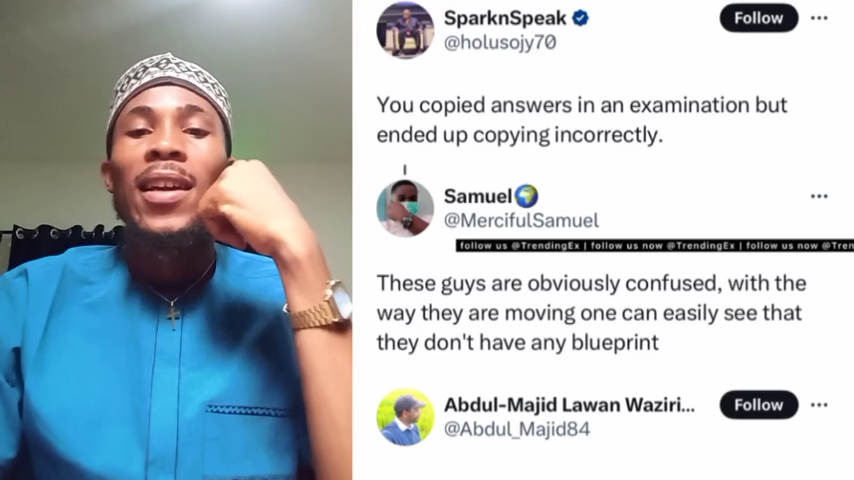 SparknSpeak
Follow
@holusojy70
You copied answers in an examination but
ended up copying incorrectly.
Samuel
@MercifulSamuel
follow us @TrendingEx | follow us now @TrendingEx | follow us now @Tren
These guys are obviously confused, with the
way they are moving one can easily see that
they don't have any blueprint
Abdul-Majid Lawan Waziri...
Follow
@Abdul_Majid84